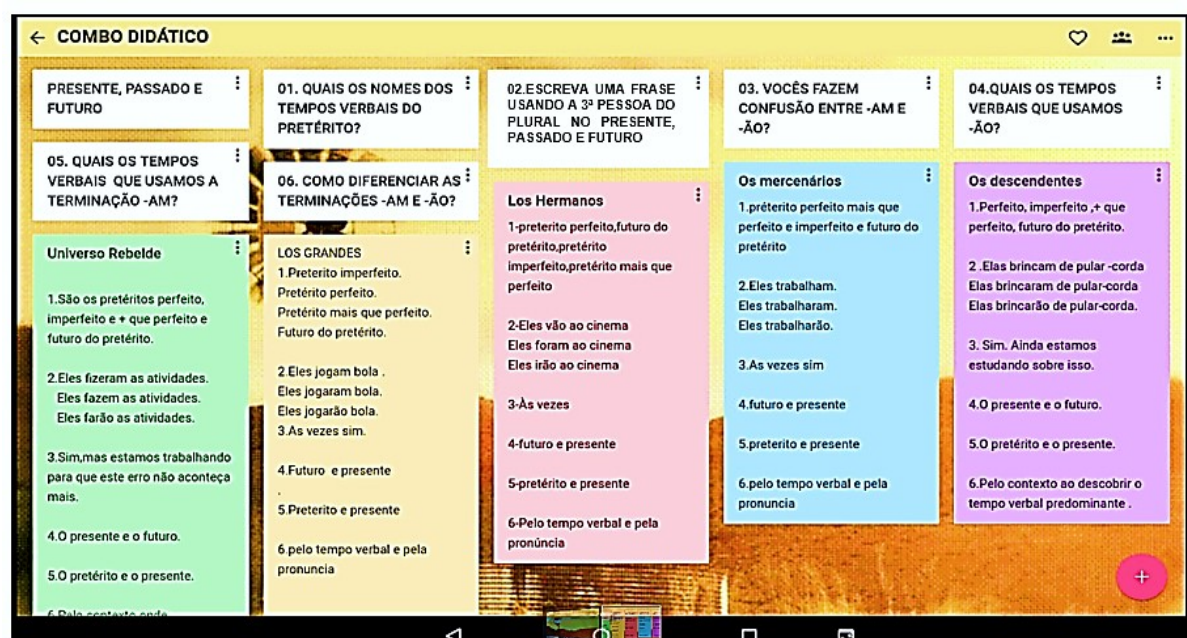 COMBO DIDÁTICO
PRESENTE, PASSADO E
FUTURO
05. QUAIS OS TEMPOS
VERBAIS QUE USAMOS A
TERMINAÇÃO -AM?
Universo Rebelde
1.São os pretéritos perfeito,
imperfeito e + que perfeito e
futuro do pretérito.
2.Eles fizeram as atividades.
Eles fazem as atividades.
Eles farão as atividades.
3.Sim,mas estamos trabalhando
para que este erro não aconteça
mais.
4.O presente e o futuro.
5.O pretérito e o presente.
6.Pelo contexto onde
01. QUAIS OS NOMES DOS
TEMPOS VERBAIS DO
PRETÉRITO?
06. COMO DIFERENCIAR AS
TERMINAÇÕES -AM E -ÃO?
LOS GRANDES
1.Preterito imperfeito.
Pretérito perfeito.
Pretérito mais que perfeito.
Futuro do pretérito.
2.Eles jogam bola .
Eles jogaram bola.
Eles jogarão bola.
3.As vezes sim.
4.Futuro e presente
.
5.Preterito e presente
6.pelo tempo verbal e pela
pronuncia
02.ESCREVA UMA FRASE
USANDO A 3ª PESSOA DO
PLURAL NO PRESENTE,
PASSADO E FUTURO
Los Hermanos
1-preterito perfeito,futuro do
pretérito,pretérito
imperfeito,pretérito mais que
perfeito
2-Eles vão ao cinema
Eles foram ao cinema
Eles irão ao cinema
3-Às vezes
4-futuro e presente
5-pretérito e presente
6-Pelo tempo verbal e pela
pronúncia
03. VOCÊS FAZEM
CONFUSÃO ENTRE -AM E
-ÃO?
Os mercenários
1.préterito perfeito mais que
perfeito e imperfeito e futuro do
pretérito
2.Eles trabalham.
Eles trabalharam.
Eles trabalharão.
3.As vezes sim
4.futuro e presente
5.preterito e presente
6.pelo tempo verbal e pela
pronuncia
04.QUAIS OS TEMPOS
VERBAIS QUE USAMOS
-ÃO?
Os descendentes
1.Perfeito, imperfeito ,+ que
perfeito, futuro do pretérito.
2 .Elas brincam de pular -corda
Elas brincaram de pular-corda
Elas brincarão de pular-corda.
3. Sim. Ainda estamos
estudando sobre isso.
4.O presente e o futuro.
5.O pretérito e o presente.
6.Pelo contexto ao descobrir o
tempo verbal predominante .